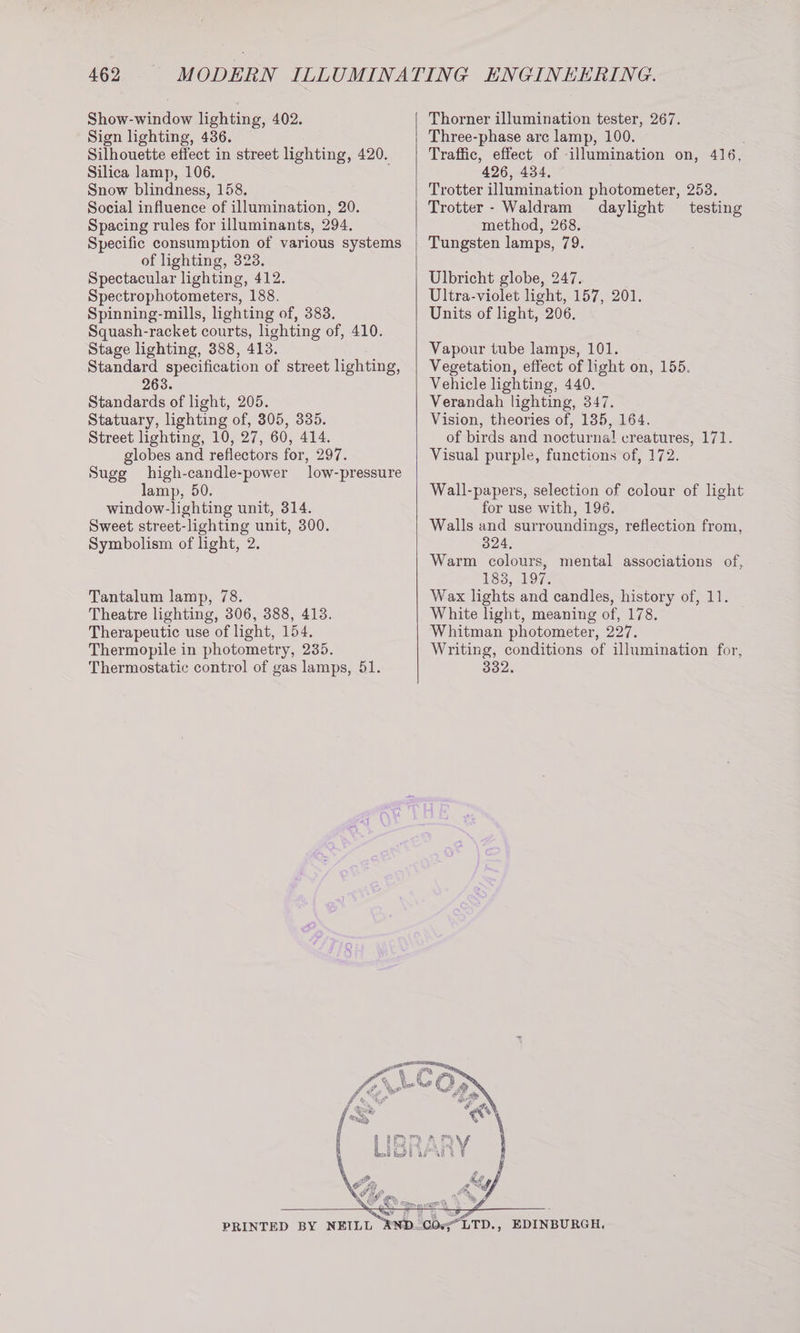 462 MODERN ILLUMINATING ENGINEERING.
Show-window lighting, 402.
Sign lighting, 436.
Silhouette effect in street lighting, 420.
Silica lamp, 106.
Snow blindness, 158.
Social influence of illumination, 20.
Spacing rules for illuminants, 294.
Specific consumption of various systems
of lighting, 323.
Spectacular lighting, 412.
Spectrophotometers, 188.
Spinning-mills, lighting of, 383.
Squash-racket courts, lighting of, 410.
Stage lighting, 388, 413.
Standard specification of street lighting,
263.
Standards of light, 205.
Statuary, lighting of, 305, 335.
Street lighting, 10, 27, 60, 414.
globes and reflectors for, 297.
Sugg high-candle-power low-pressure
lamp, 50.
window-lighting unit, 314.
Sweet street-lighting unit, 300.
Symbolism of light, 2.
Tantalum lamp, 78.
Theatre lighting, 306, 388, 413.
Therapeutic use of light, 154.
Thermopile in photometry, 235.
Thermostatic control of gas lamps, 51.
Thorner illumination tester, 267.
Three-phase arc lamp, 100.
Traffic, effect of illumination on, 416,
426, 434.
Trotter illumination photometer, 253.
Trotter - Waldram daylight testing
method, 268.
Tungsten lamps, 79.
Ulbricht globe, 247.
Ultra-violet light, 157, 201.
Units of light, 206.
Vapour tube lamps, 101.
Vegetation, effect of light on, 155.
Vehicle lighting, 440.
Verandah lighting, 347.
Vision, theories of, 135, 164.
of birds and nocturnal creatures, 171.
Visual purple, functions of, 172.
Wall-papers, selection of colour of light
for use with, 196.
Walls and surroundings, reflection from,
324.
Warm colours, mental associations of,
183, 197.
Wax lights and candles, history of, 11.
White light, meaning of, 178.
Whitman photometer, 227.
Writing, conditions of illumination for,
332.
LIBRARY OF THE
PRESENTED
BY THE EDITOR OF
BRITISH MEDICAL ASSOCIATION
LIBRARY
PRINTED BY NEILL AND CO., LTD., EDINBURGH.